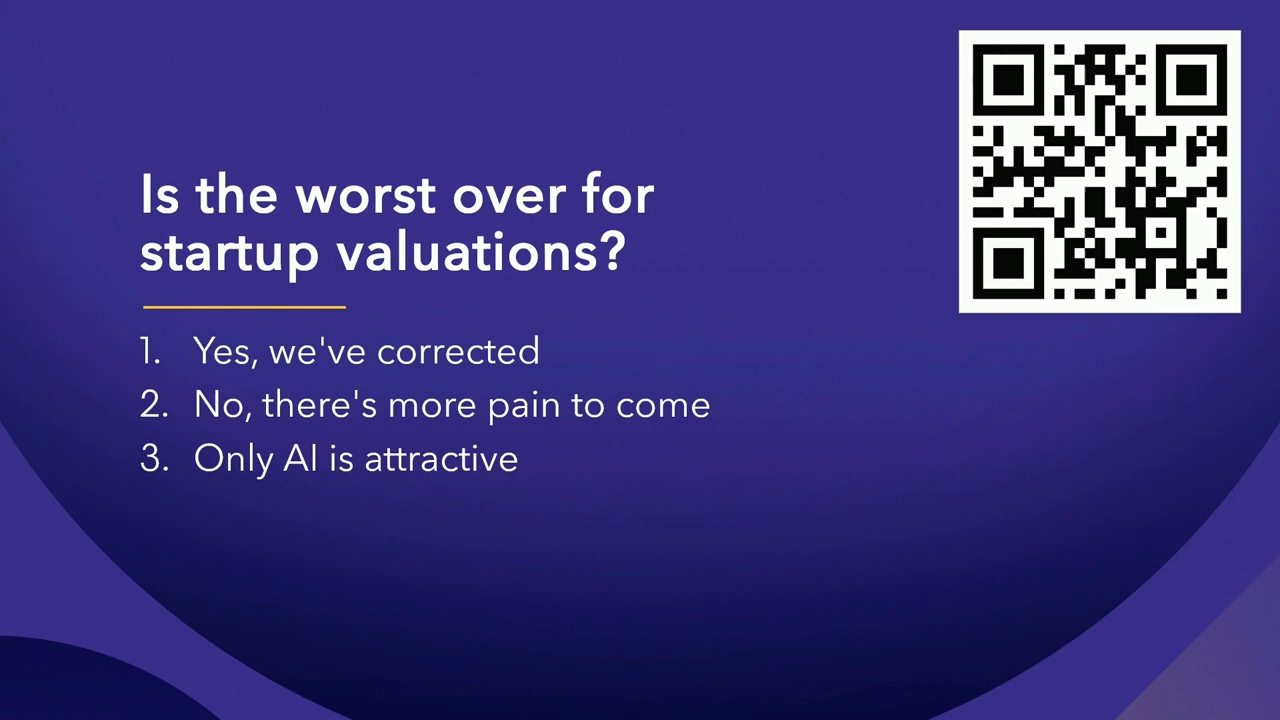 Is the worst over for
startup valuations?
1. Yes, we've corrected
2. No, there's more pain to come
3. Only AI is attractive